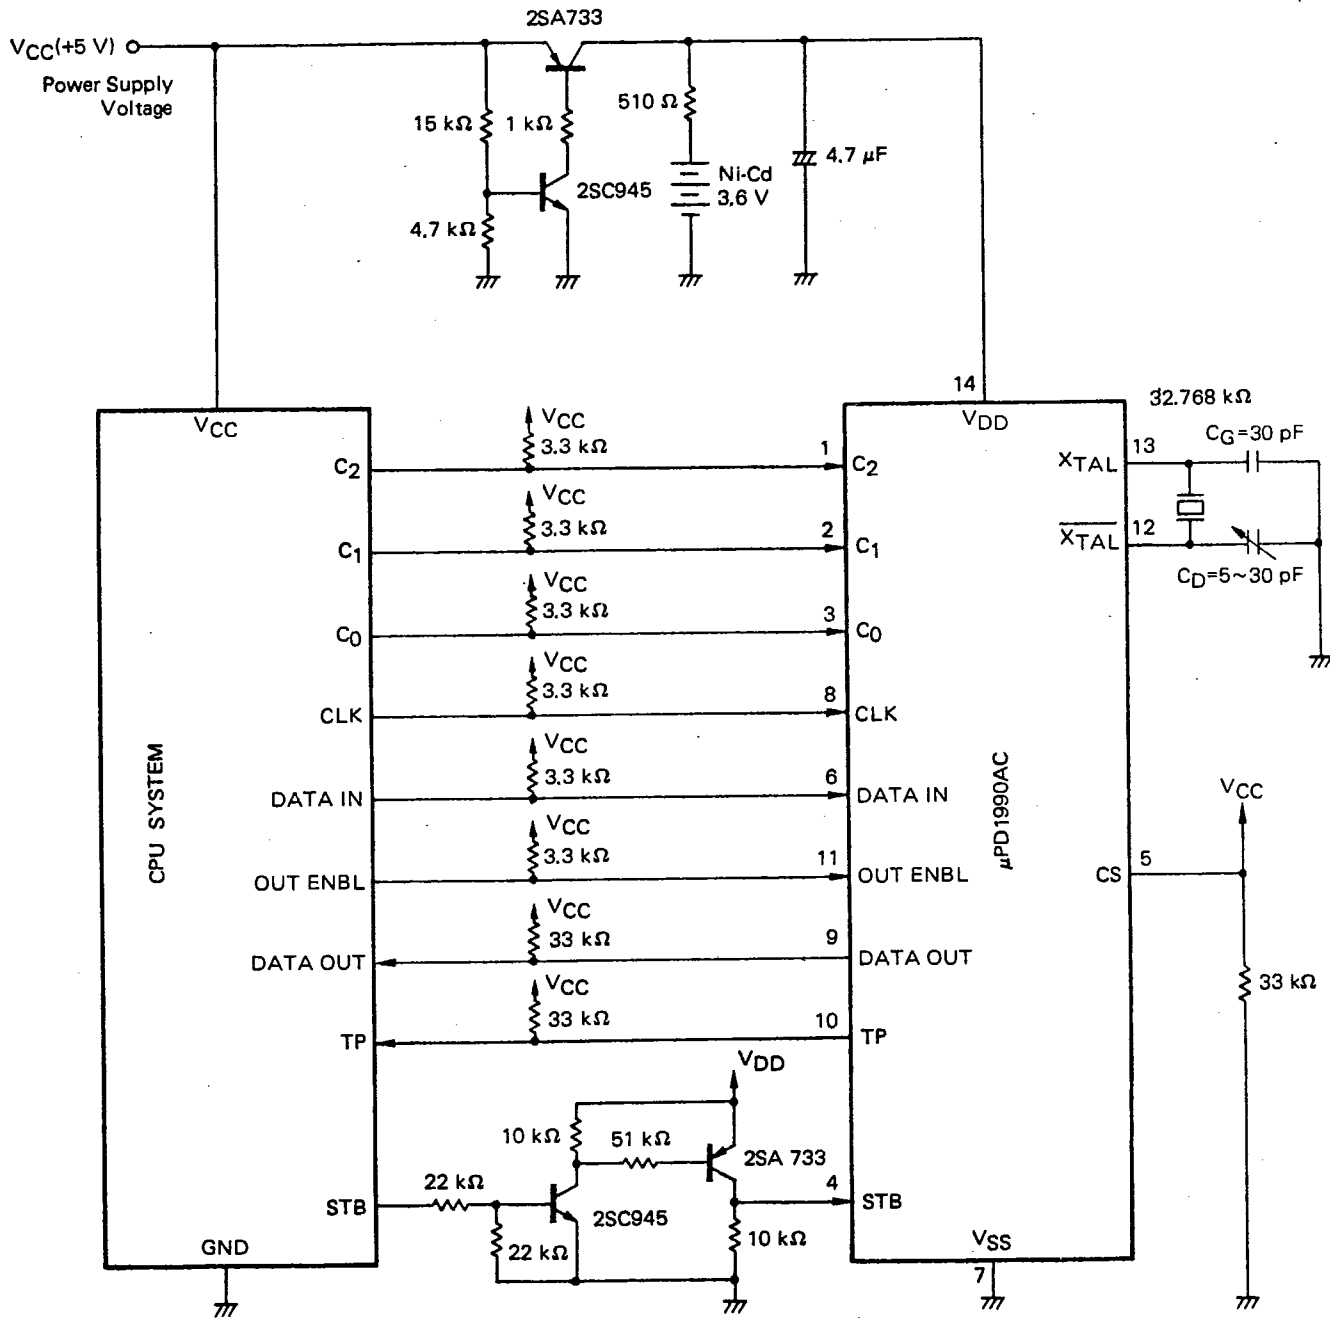 2SA733
VCC(+5 V)
Power Supply
Voltage
15 kΩ
1 kΩ
510 Ω
4.7 µF
Ni-Cd
3.6 V
2SC945
4.7 kΩ
14
VCC
VDD
32.768 kΩ
CG=30 pF
VCC
3.3 kΩ
C2
1
C2
XTAL
13
VCC
3.3 kΩ
C1
2
C1
XTAL
12
CD=5~30 pF
VCC
3.3 kΩ
C0
3
C0
VCC
3.3 kΩ
CLK
8
CLK
CPU SYSTEM
µPD1990AC
VCC
3.3 kΩ
DATA IN
6
DATA IN
VCC
VCC
3.3 kΩ
OUT ENBL
11
OUT ENBL
CS
5
VCC
33 kΩ
DATA OUT
9
DATA OUT
33 kΩ
VCC
33 kΩ
TP
10
TP
VDD
10 kΩ
51 kΩ
2SA 733
22 kΩ
STB
4
STB
2SC945
22 kΩ
10 kΩ
GND
VSS
7